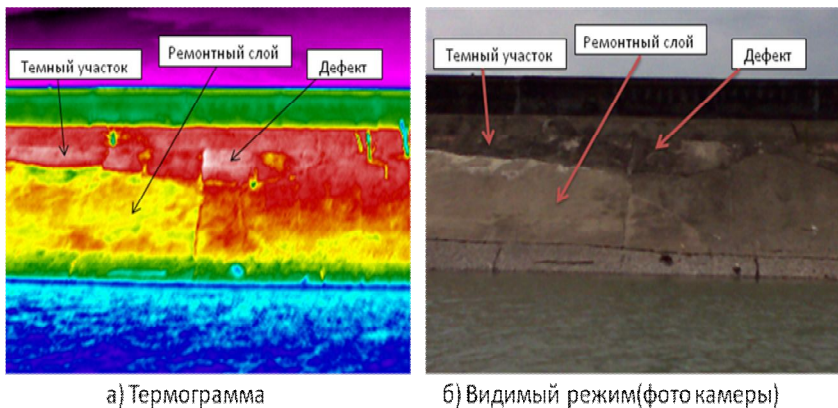 Ремонтный слой
Темный участок
Дефект
Ремонтный слой
Темный участок
Дефект
а) Термограмма
б) Видимый режим(фото камеры)